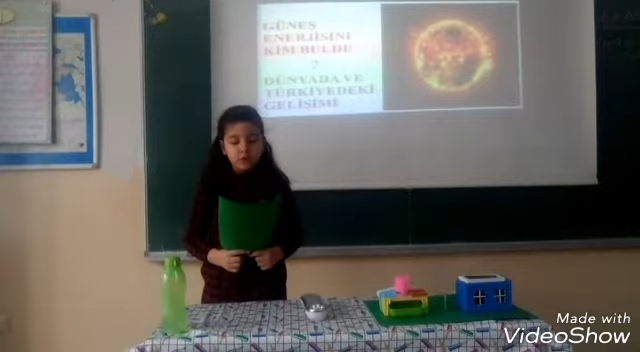 GÜNEŞ
ENERJİSİNİ
KİM BULDU
?
DÜNYADA VE
TÜRKİYEDEKİ
GELİŞİMİ
Made with
VideoShow